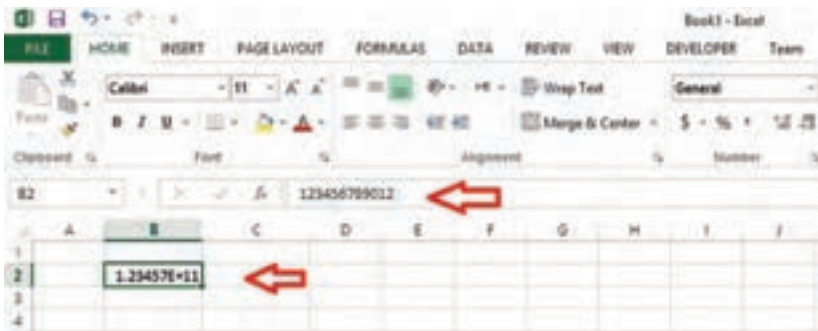 Book1 - Excel
FILE HOME INSERT PAGE LAYOUT FORMULAS DATA REVIEW VIEW DEVELOPER Team
Calibri 11 Wrap Text General
Paste B I U Merge & Center $ %
Clipboard Font Alignment Number
B2 fx 123456789012
A B C D E F G H I J
1
2 1.23457E+11
3
4